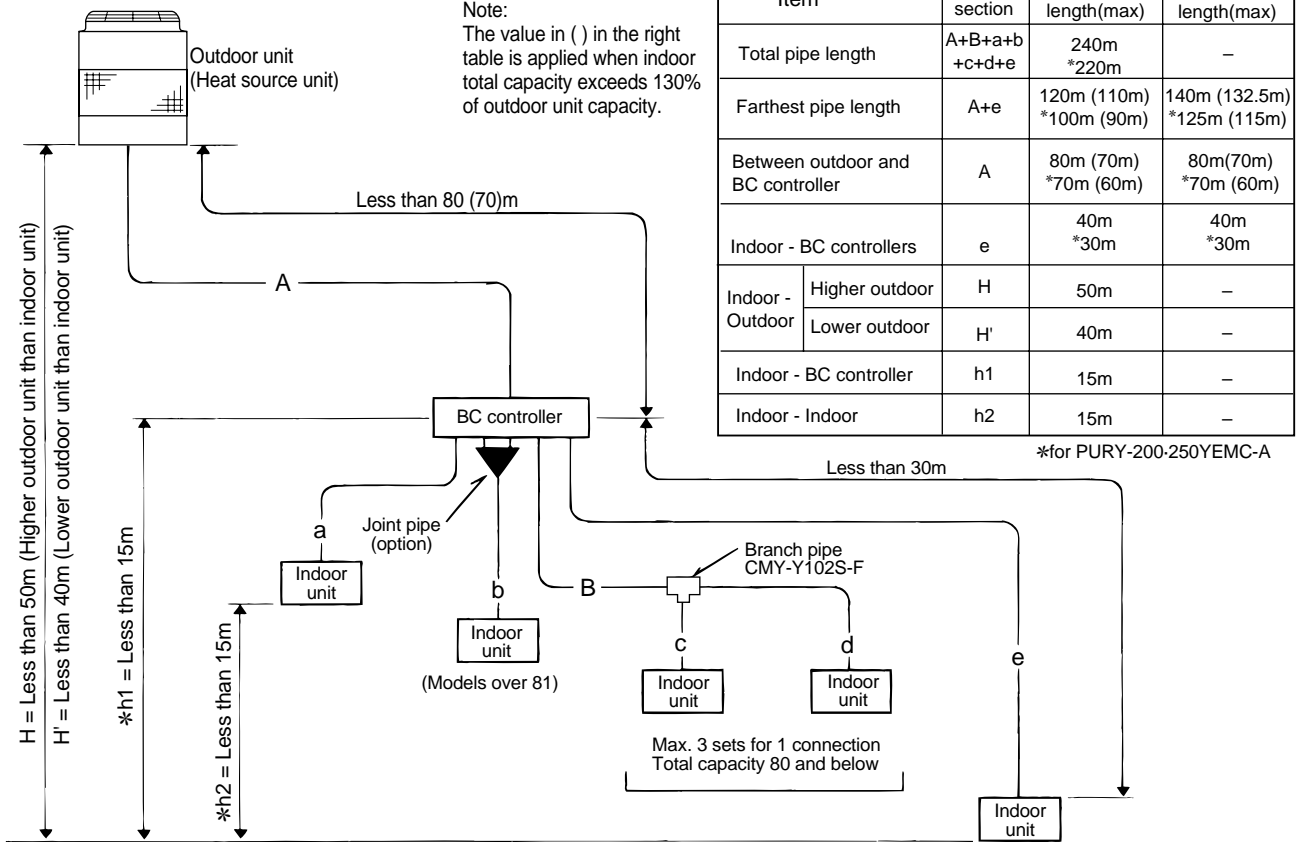 Note:
The value in ( ) in the right
table is applied when indoor
total capacity exceeds 130%
of outdoor unit capacity.
Outdoor unit
(Heat source unit)
Item
section
length(max)
length(max)
Total pipe length
A+B+a+b
+c+d+e
240m
*220m
–
Farthest pipe length
A+e
120m (110m)
*100m (90m)
140m (132.5m)
*125m (115m)
Between outdoor and
BC controller
A
80m (70m)
*70m (60m)
80m(70m)
*70m (60m)
Indoor - BC controllers
e
40m
*30m
40m
*30m
Indoor -
Outdoor
Higher outdoor
H
50m
–
Lower outdoor
H'
40m
–
Indoor - BC controller
h1
15m
–
Indoor - Indoor
h2
15m
–
*for PURY-200·250YEMC-A
Less than 80 (70)m
A
BC controller
Less than 30m
H = Less than 50m (Higher outdoor unit than indoor unit)
H' = Less than 40m (Lower outdoor unit than indoor unit)
*h1 = Less than 15m
*h2 = Less than 15m
a
Joint pipe
(option)
Indoor
unit
b
Indoor
unit
(Models over 81)
B
Branch pipe
CMY-Y102S-F
c
Indoor
unit
d
Indoor
unit
Max. 3 sets for 1 connection
Total capacity 80 and below
e
Indoor
unit